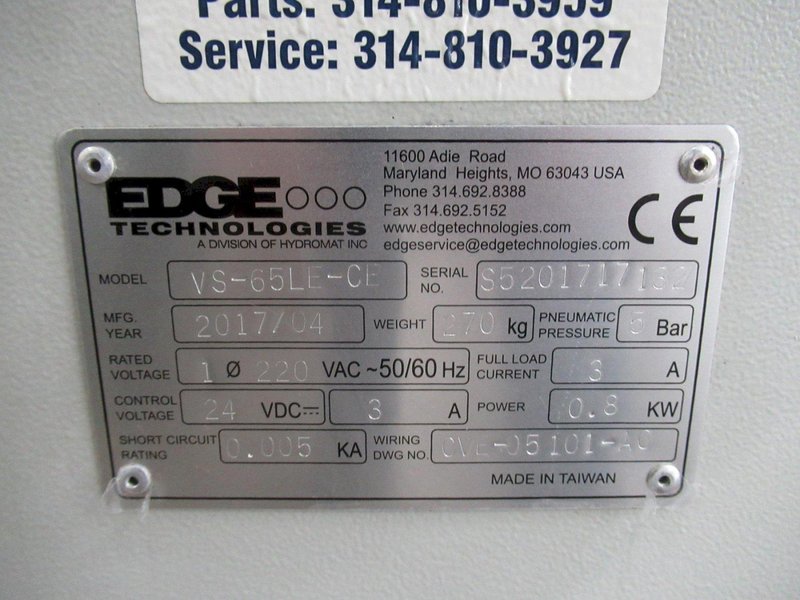 Parts: 314-810-3959
Service: 314-810-3927
EDGE
TECHNOLOGIES
A DIVISION OF HYDROMAT INC
11600 Adie Road
Maryland Heights, MO 63043 USA
Phone 314.692.8388
Fax 314.692.5152
www.edgetechnologies.com
edgeservice@edgetechnologies.com
CE
MODEL VS-65LE-CE SERIAL NO. S5201717132
MFG. YEAR 2017/04 WEIGHT 270 kg PNEUMATIC PRESSURE 5 Bar
RATED VOLTAGE 1 Ø 220 VAC ~50/60 Hz FULL LOAD CURRENT 3 A
CONTROL VOLTAGE 24 VDC⎓ 3 A POWER 0.8 KW
SHORT CIRCUIT RATING 0.005 KA WIRING DWG NO. CVE-05101-AC
MADE IN TAIWAN